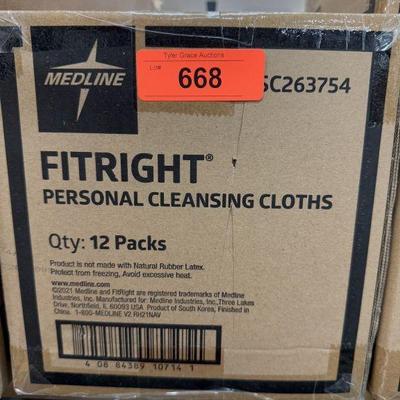 MEDLINE
Tyler Grace Auctions
Lot#
668
SC263754
FITRIGHT®
PERSONAL CLEANSING CLOTHS
Qty: 12 Packs
Product is not made with Natural Rubber Latex.
Protect from freezing, Avoid excessive heat.
www.medline.com
©2021 Medline and FitRight are registered trademarks of Medline
Industries, Inc. Manufactured for: Medline Industries, Inc., Three Lakes
Drive, Northfield, IL 60093 USA Product of South Korea, Finished in
China. 1-800-MEDLINE V2 RH21NAV
4 08 84389 10714 1